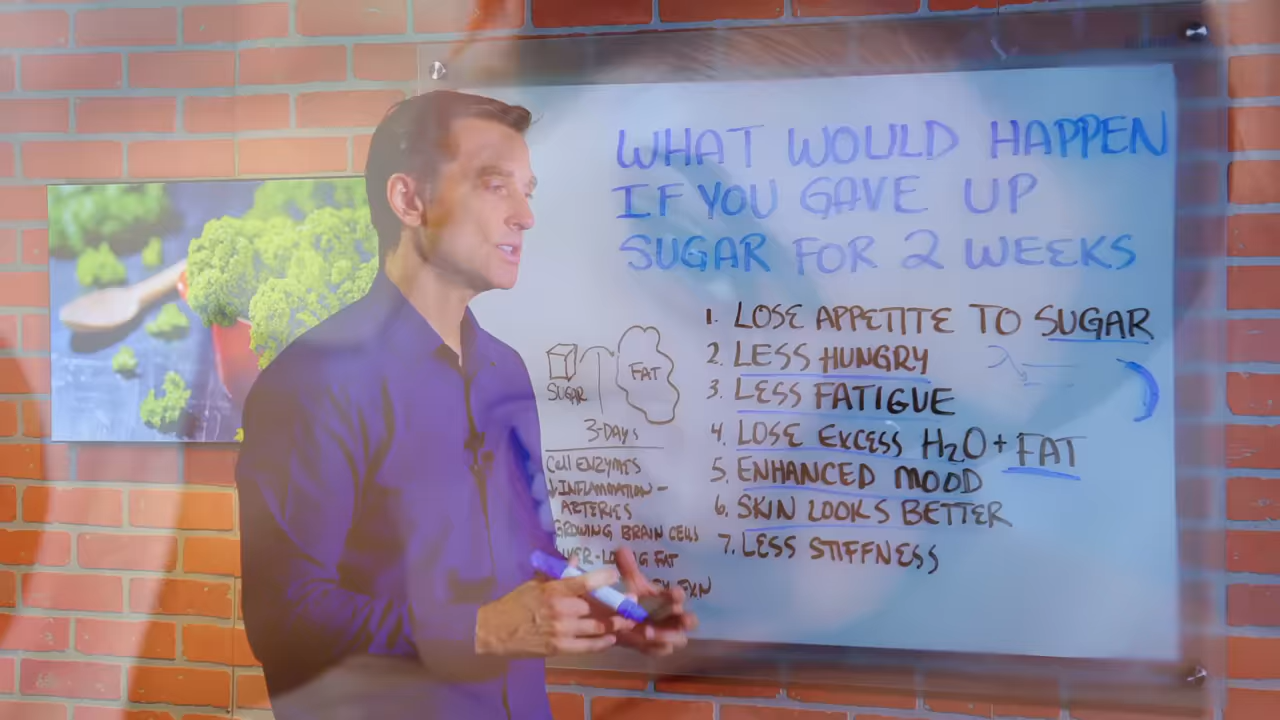 WHAT WOULD HAPPEN
IF YOU GAVE UP
SUGAR FOR 2 WEEKS
1. LOSE APPETITE TO SUGAR
2. LESS HUNGRY
3. LESS FATIGUE
4. LOSE EXCESS H2O + FAT
5. ENHANCED MOOD
6. SKIN LOOKS BETTER
7. LESS STIFFNESS
SUGAR
FAT
3-DAYS
CELL ENZYMES
↓INFLAMMATION -
ARTERIES
GROWING BRAIN CELLS
FAT
FXN